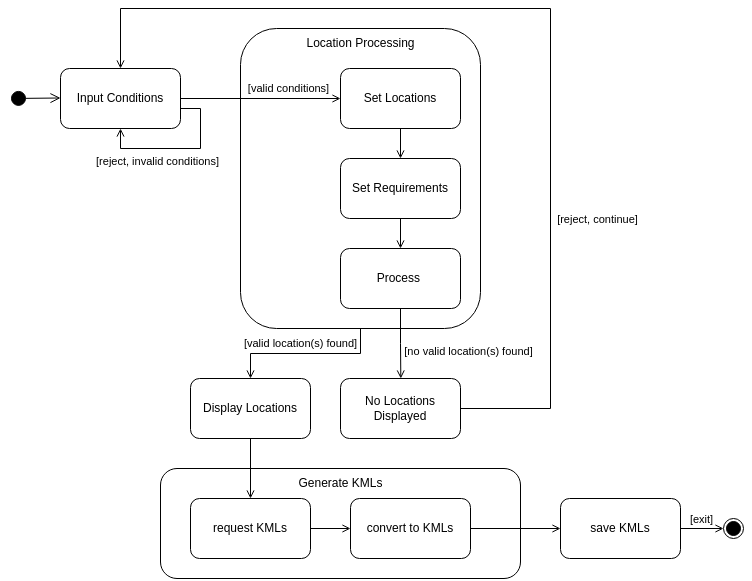 Location Processing
Input Conditions
[valid conditions]
Set Locations
[reject, invalid conditions]
Set Requirements
[reject, continue]
Process
[valid location(s) found]
[no valid location(s) found]
Display Locations
No Locations
Displayed
Generate KMLs
request KMLs
convert to KMLs
save KMLs
[exit]